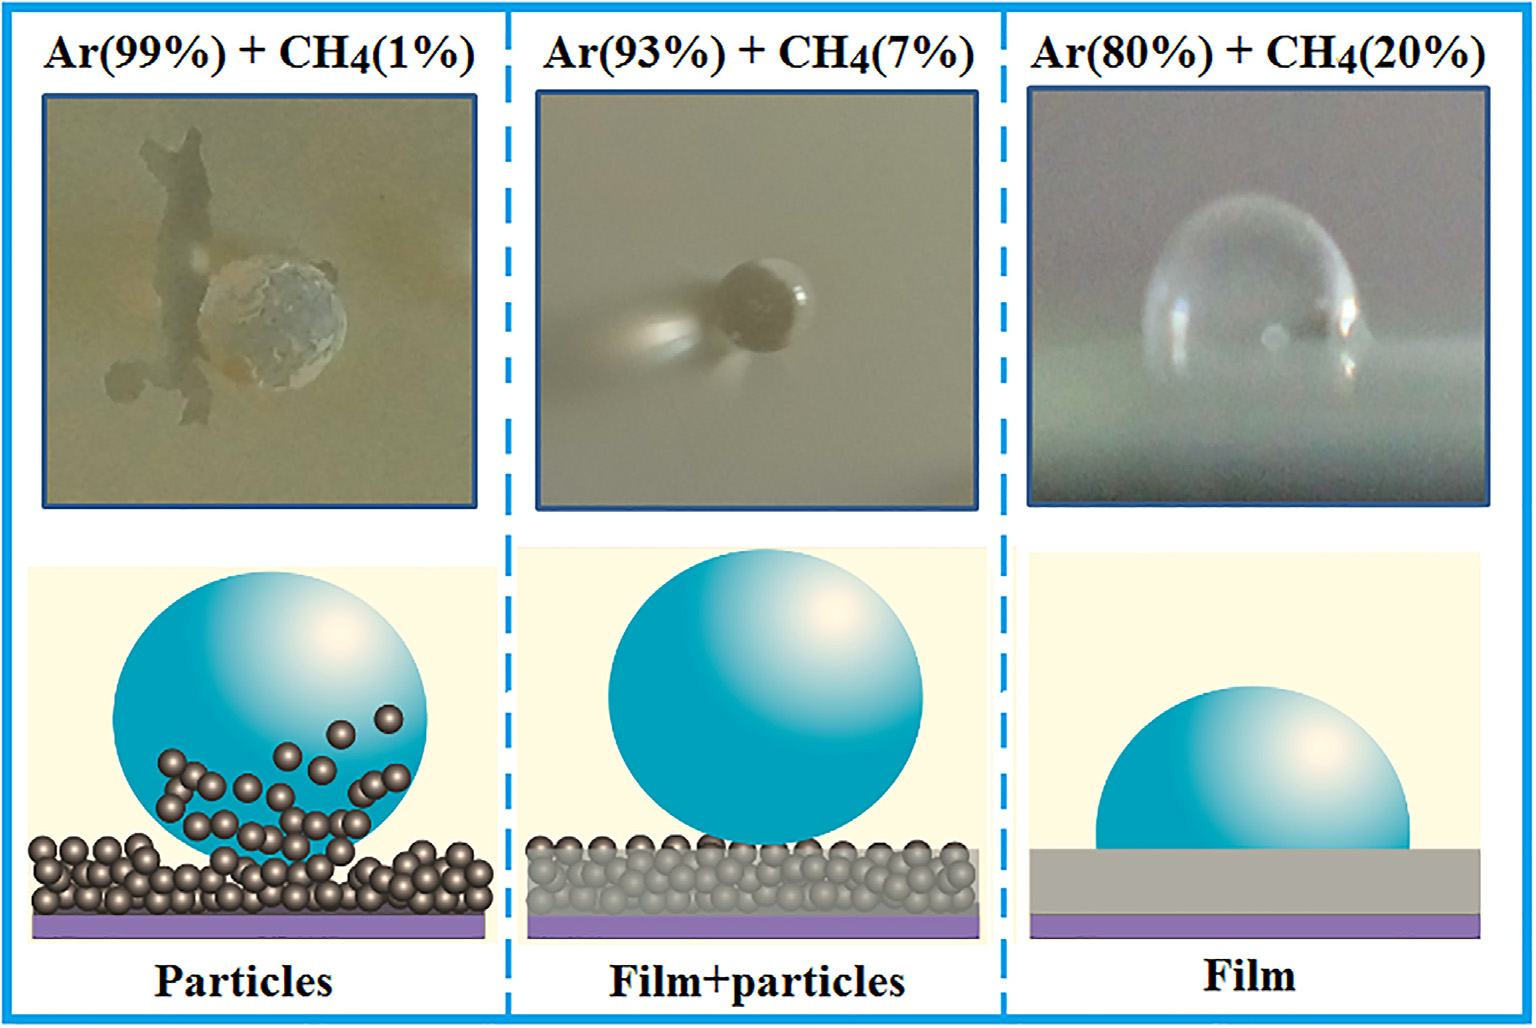 Ar(99%) + CH4(1%)
Ar(93%) + CH4(7%)
Ar(80%) + CH4(20%)
Particles
Film+particles
Film